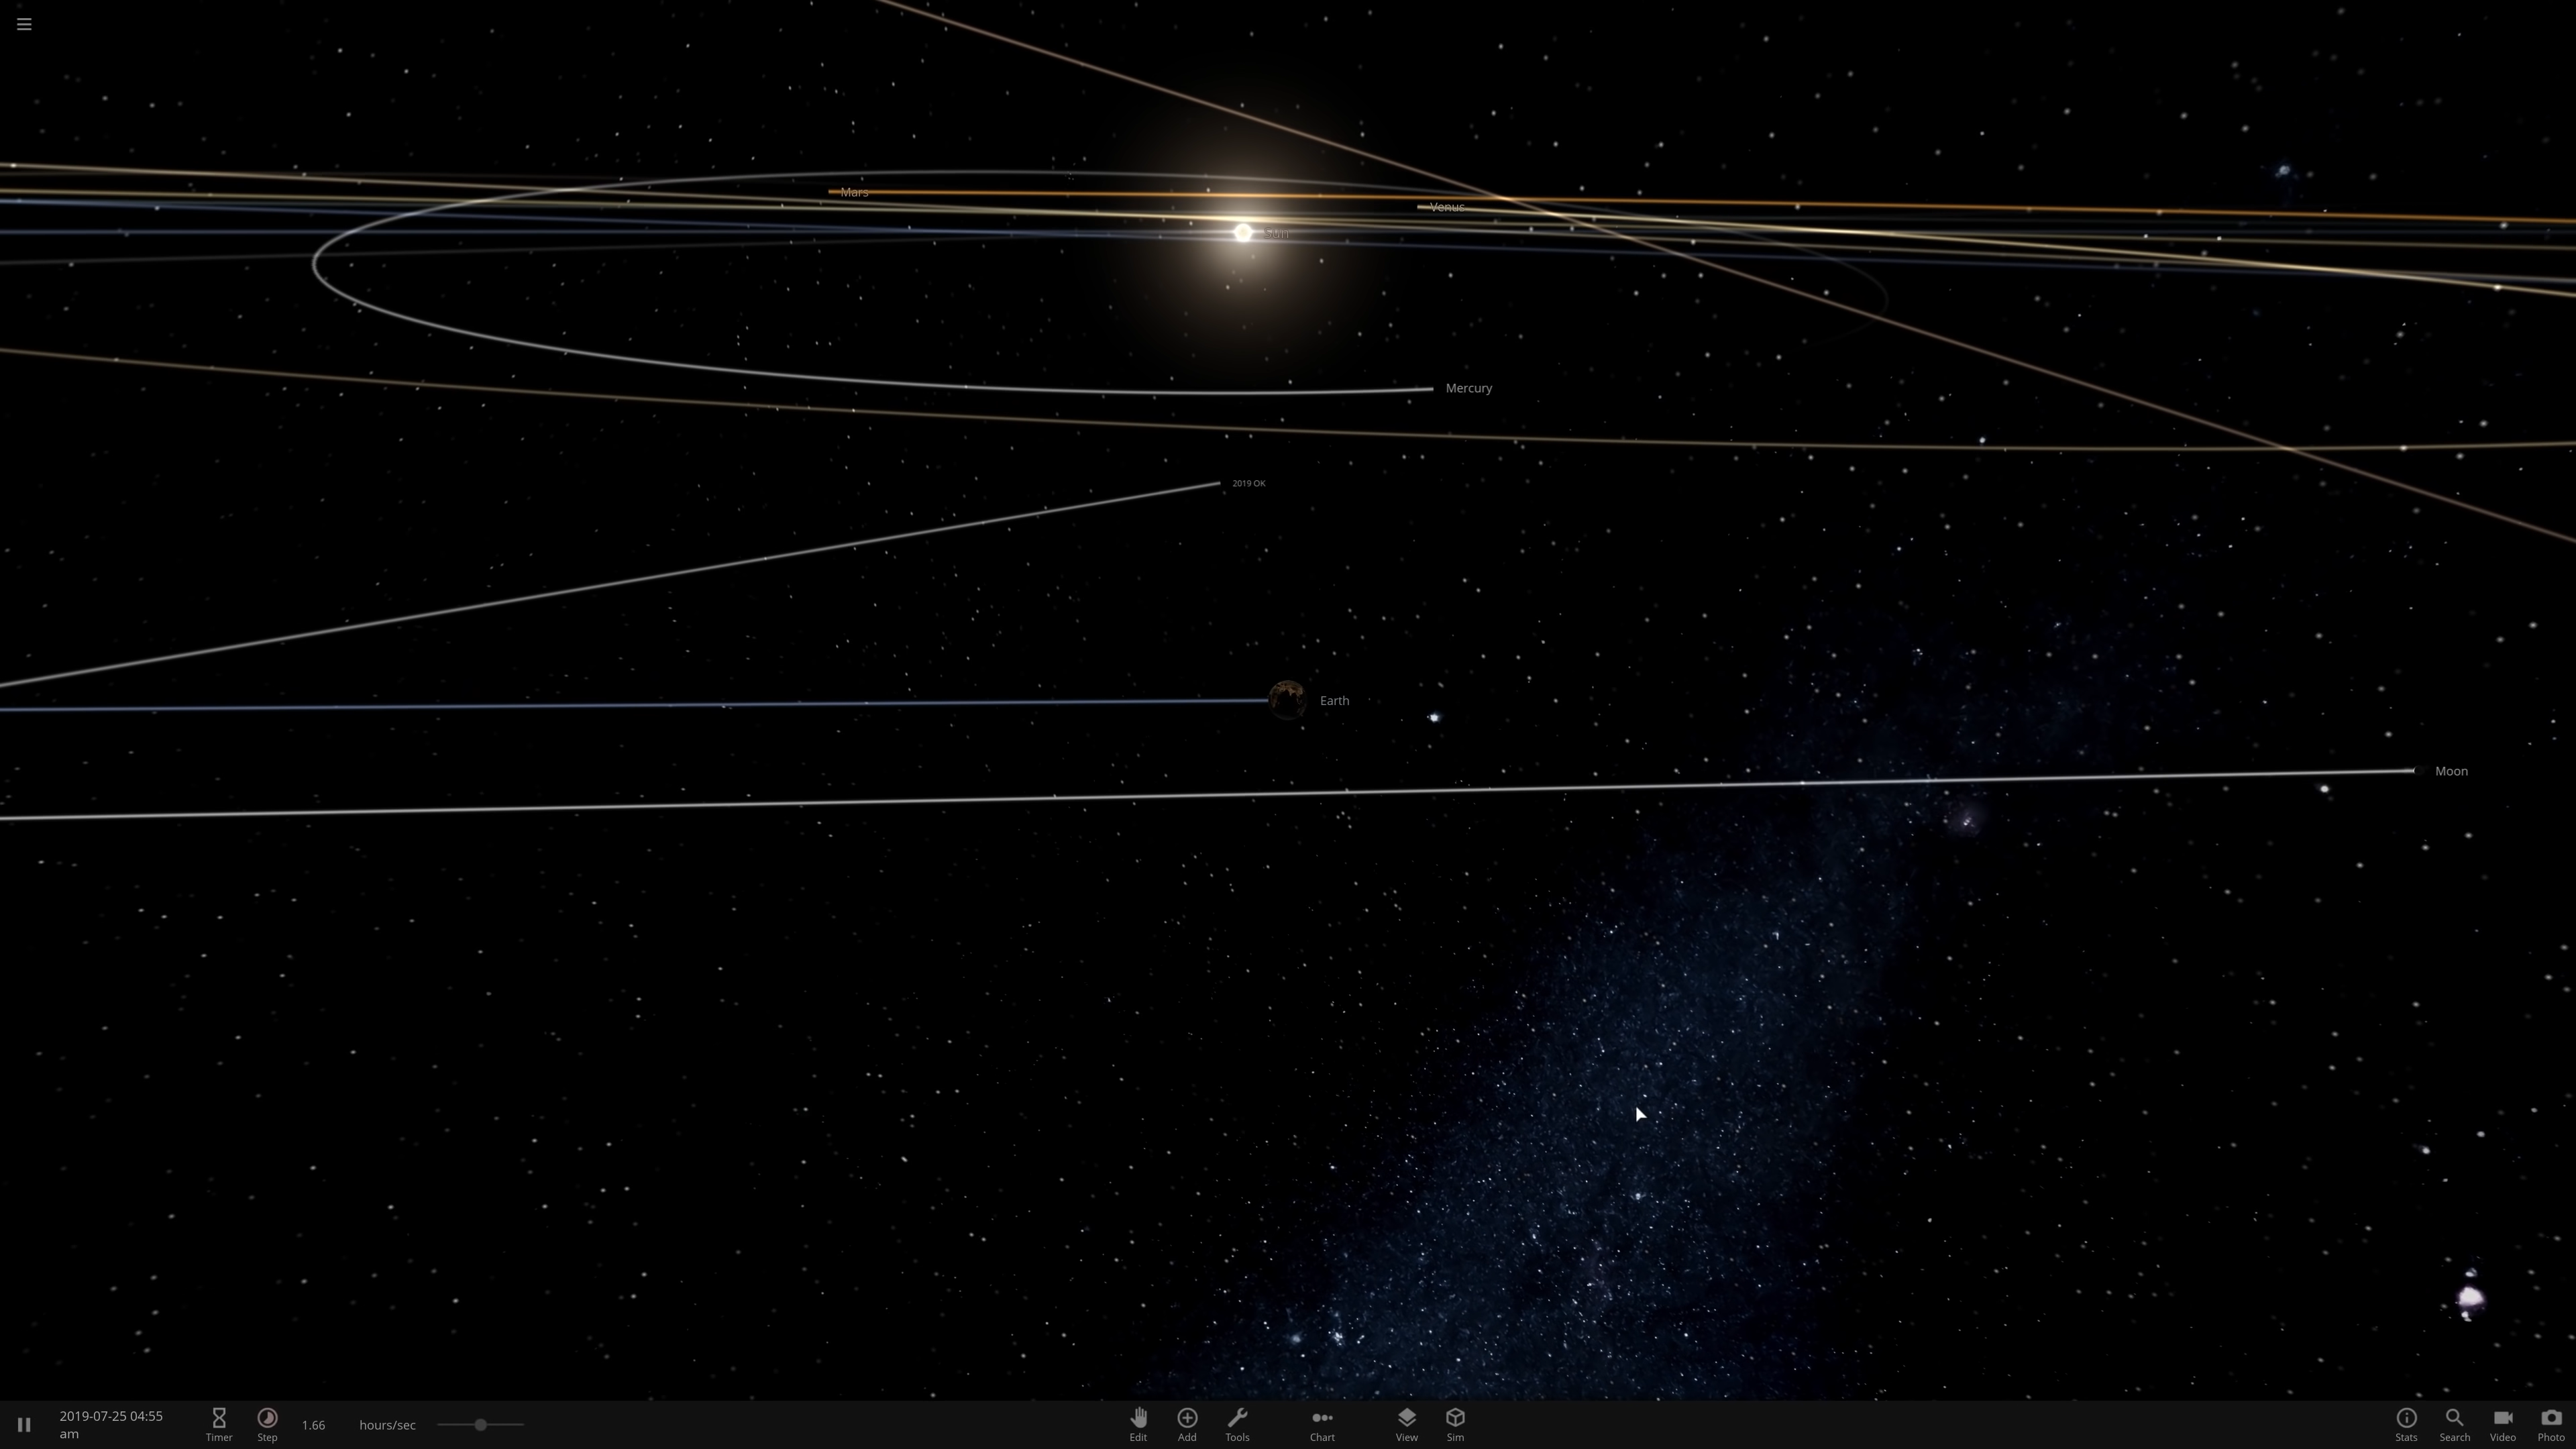 Mars
Venus
Sun
Mercury
2019 OK
Earth
Moon
2019-07-25 04:55
am
Timer
Step
1.66
hours/sec
Edit
Add
Tools
Chart
View
Sim
Stats
Search
Video
Photo